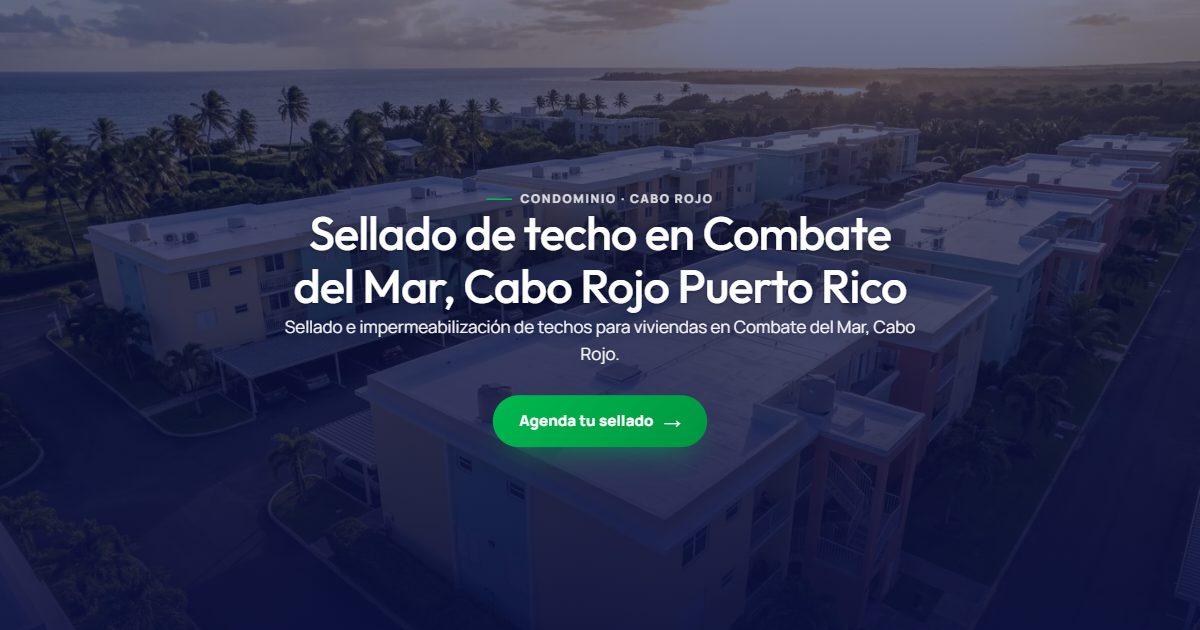 CONDOMINIO · CABO ROJO
Sellado de techo en Combate
del Mar, Cabo Rojo Puerto Rico
Sellado e impermeabilización de techos para viviendas en Combate del Mar, Cabo
Rojo.
Agenda tu sellado →